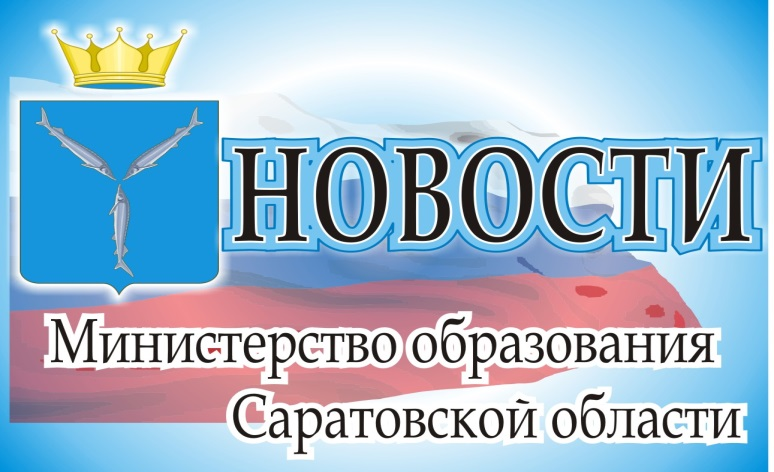 НОВОСТИ
Министерство образования
Саратовской области